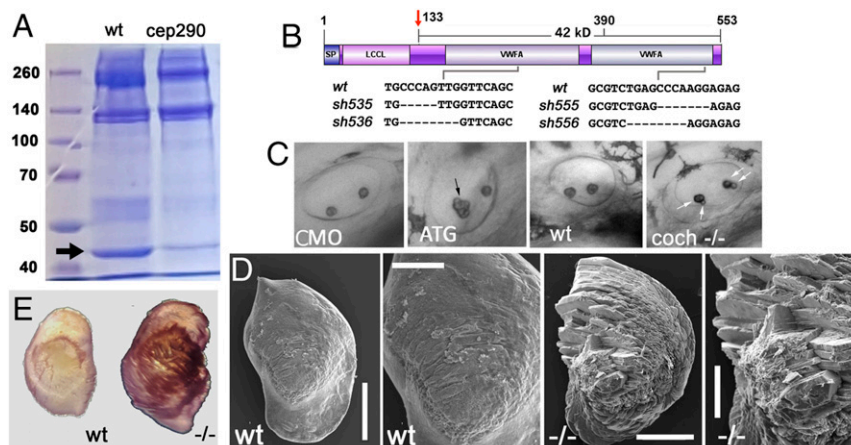 A
wt cep290
260
140
100
70
50
40
B
1 133 390 553
42 kD
SP LCCL VWFA VWFA
wt TGCCCAGTTGGTTCAGC
sh535 TG-----TTGGTTCAGC
sh536 TG--------GTTCAGC
wt GCGTCTGAGCCCAAGGAGAG
sh555 GCGTCTGAG-------AGAG
sh556 GCGTC-------AGGAGAG
C
CMO ATG wt coch -/-
D
wt wt -/- -/-
E
wt -/-